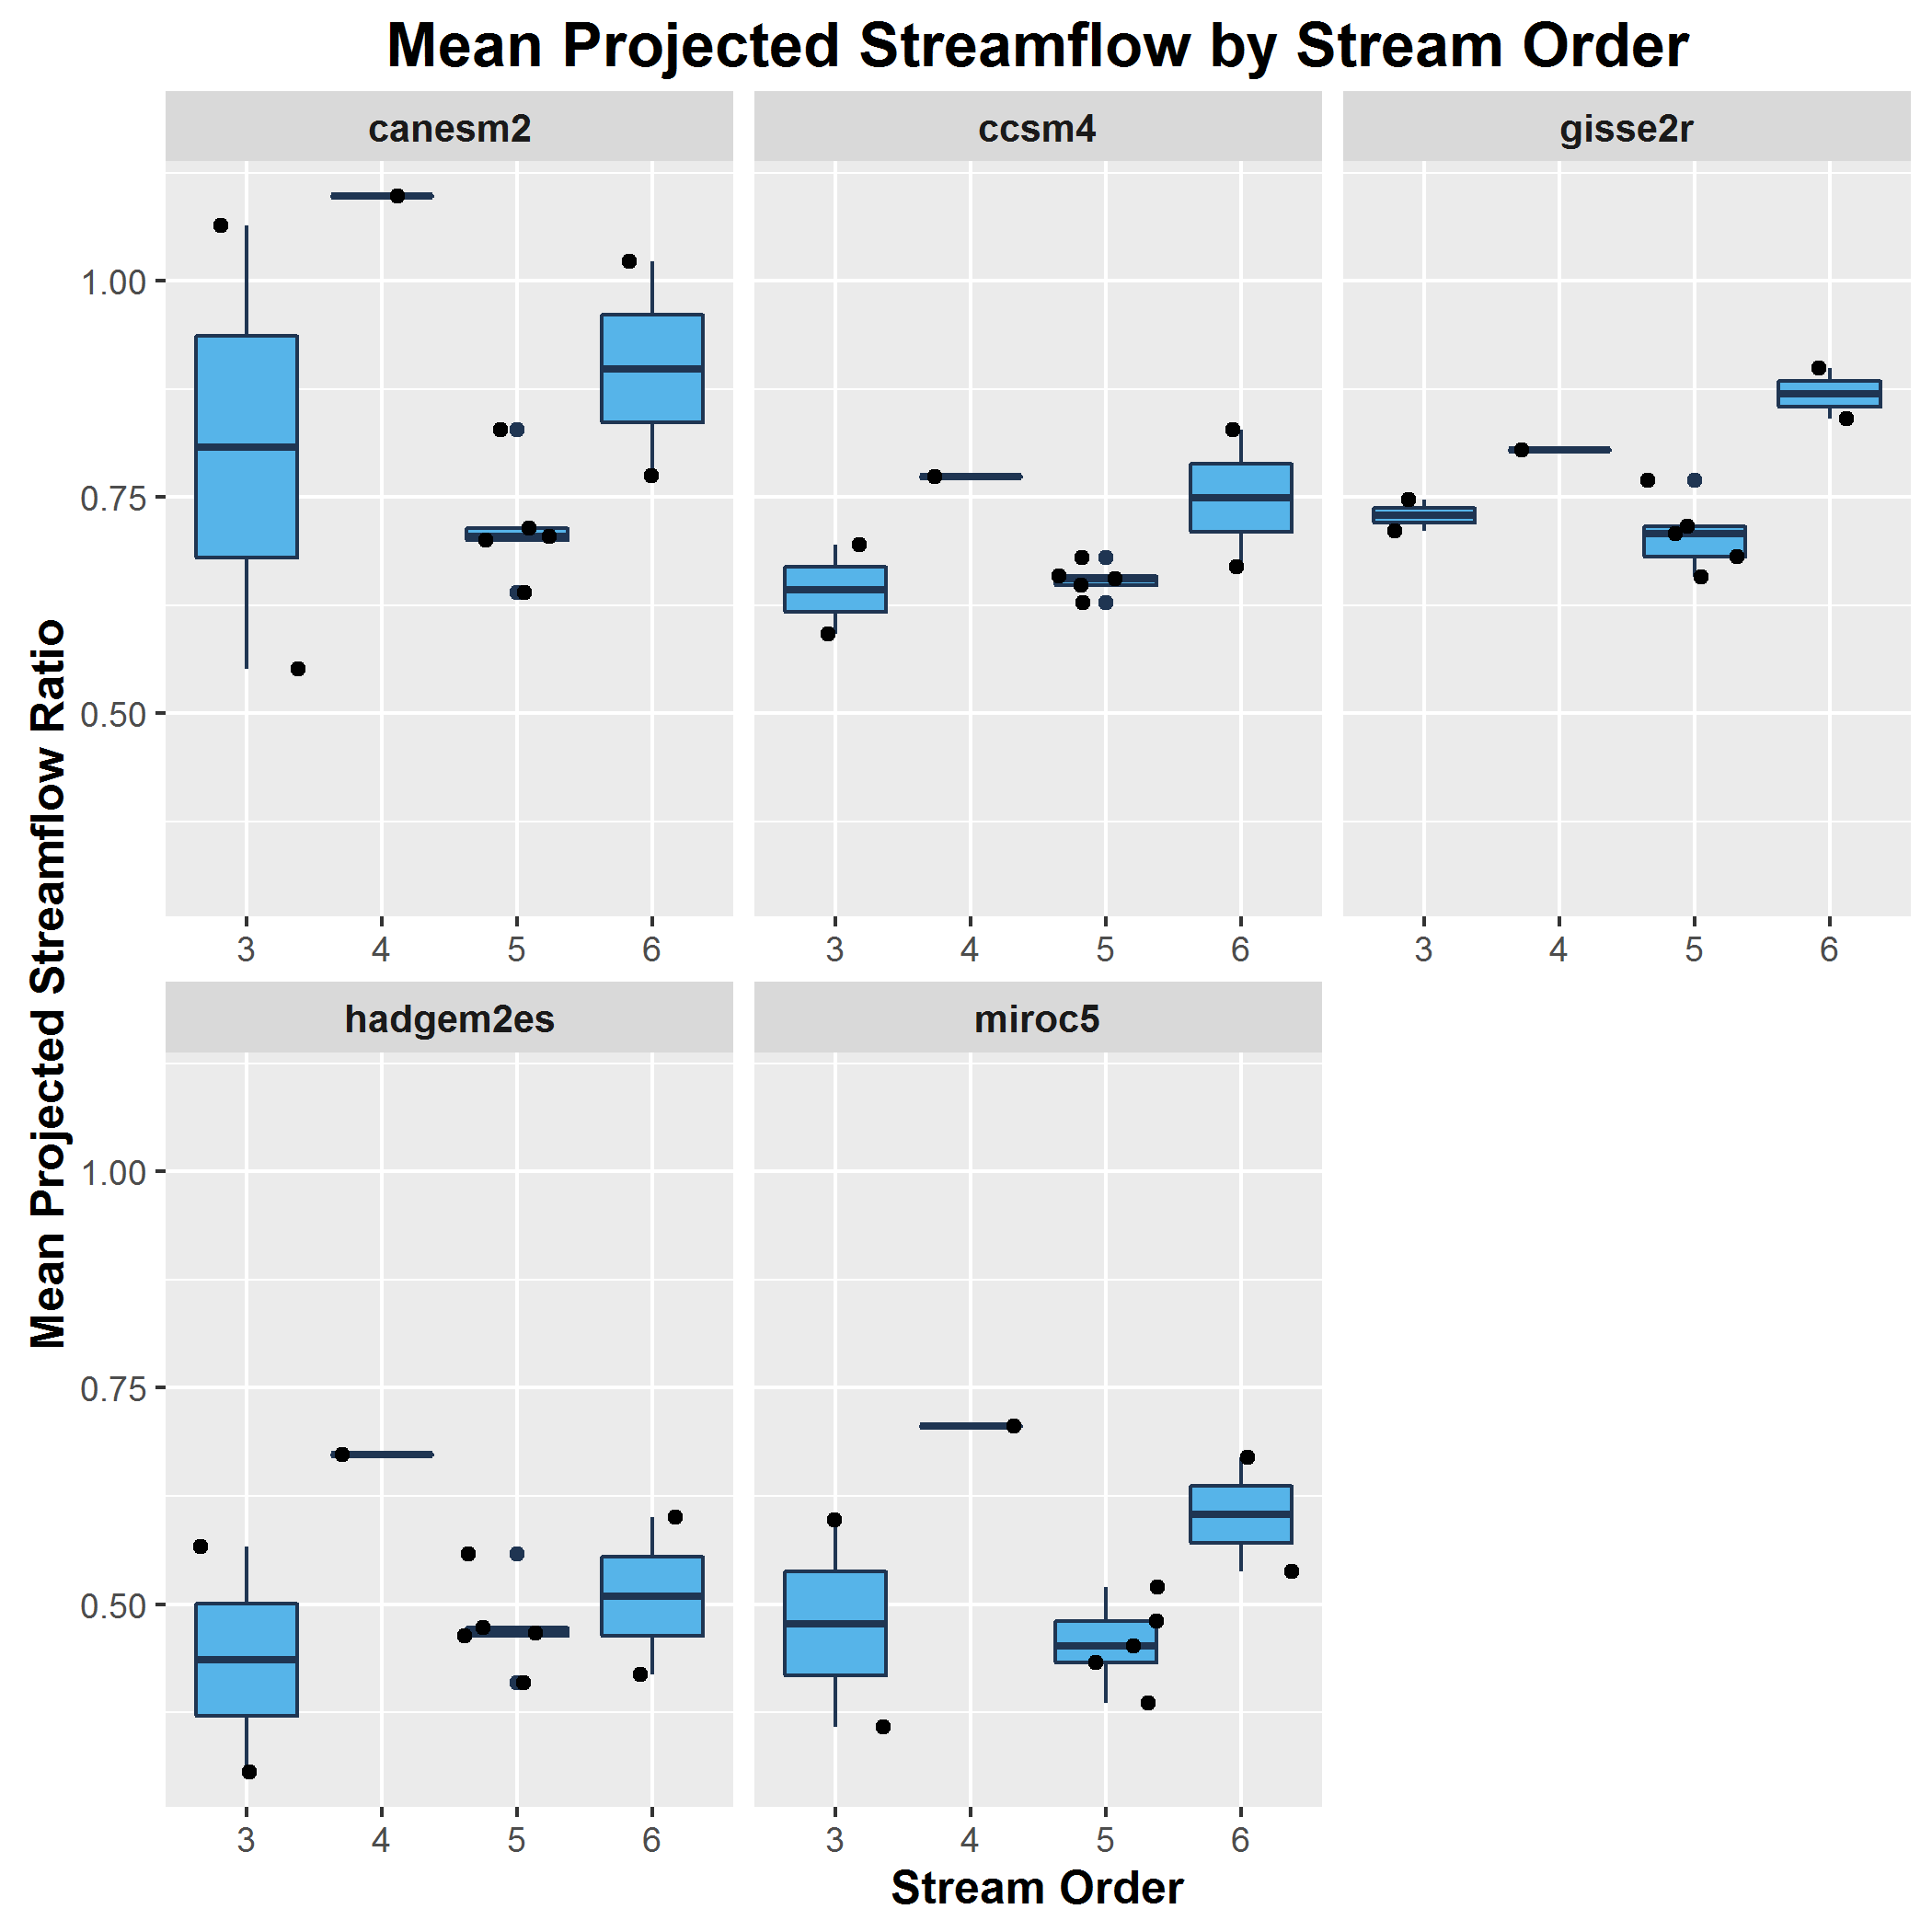 Mean Projected Streamflow by Stream Order
canesm2
ccsm4
gisse2r
1.00
0.75
0.50
3 4 5 6
3 4 5 6
3 4 5 6
Mean Projected Streamflow Ratio
hadgem2es
miroc5
1.00
0.75
0.50
3 4 5 6
3 4 5 6
Stream Order